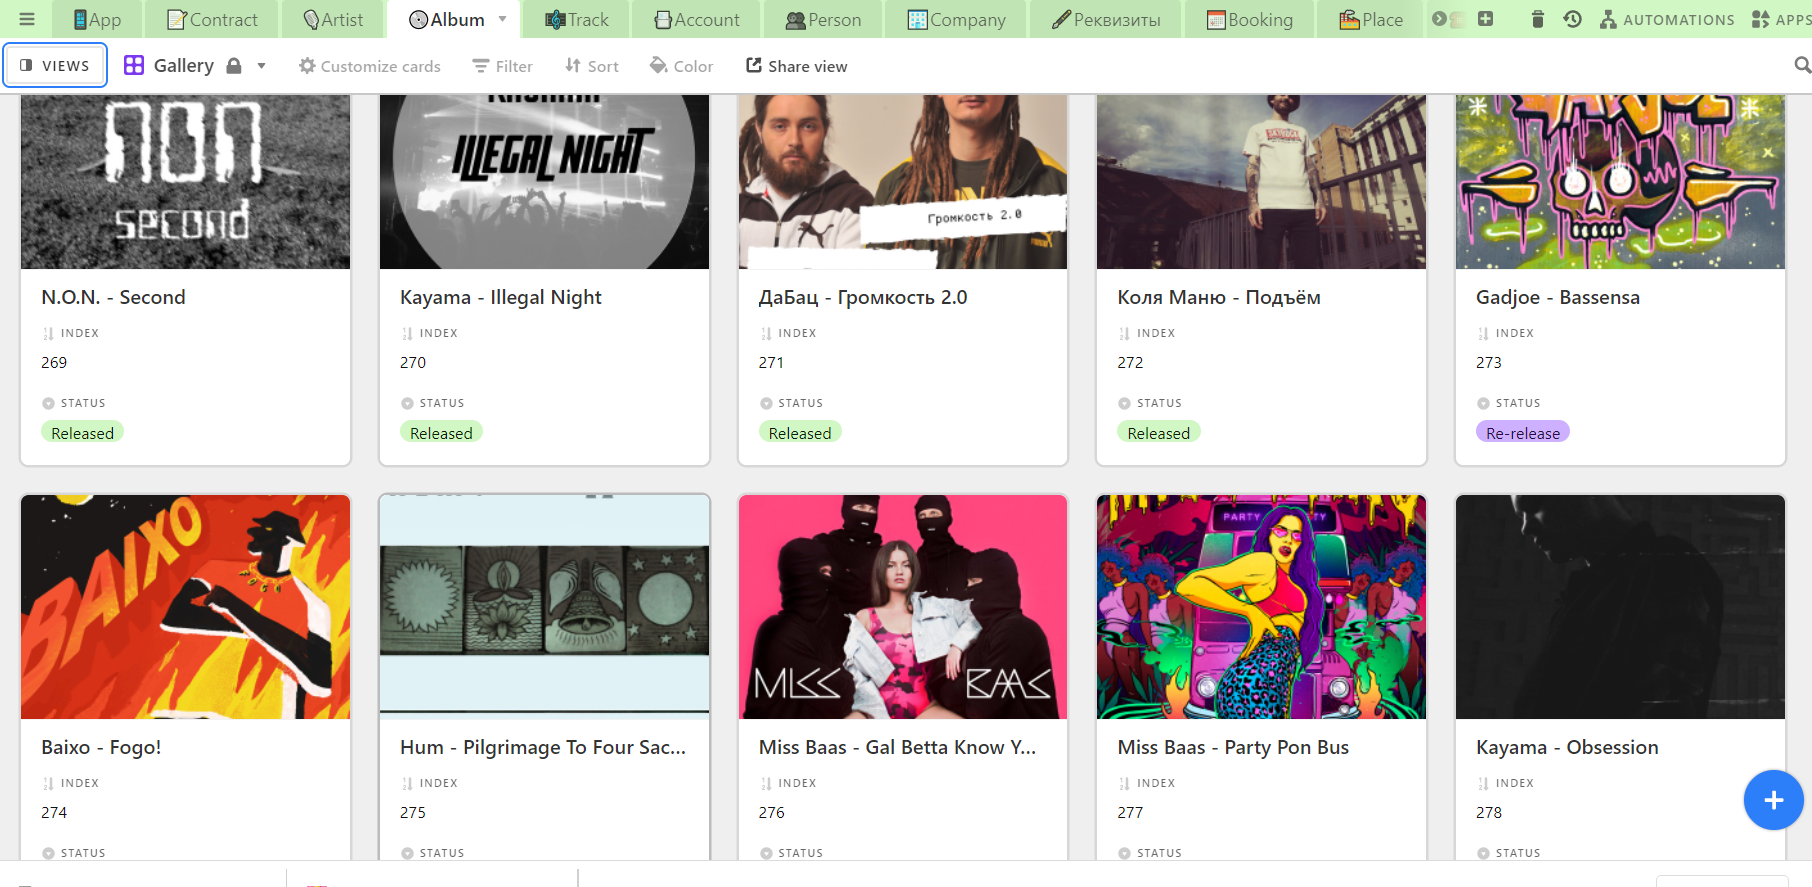 App
Contract
Artist
Album
Track
Account
Person
Company
Реквизиты
Booking
Place
AUTOMATIONS
APPS
VIEWS
Gallery
Customize cards
Filter
Sort
Color
Share view
non
second
ILLEGAL NIGHT
Громкость 2.0
N.O.N. - Second
Kayama - Illegal Night
ДаБац - Громкость 2.0
Коля Маню - Подъём
Gadjoe - Bassensa
INDEX
INDEX
INDEX
INDEX
INDEX
269
270
271
272
273
STATUS
STATUS
STATUS
STATUS
STATUS
Released
Released
Released
Released
Re-release
BAIXO
MISS BAAS
PARTY
Baixo - Fogo!
Hum - Pilgrimage To Four Sac...
Miss Baas - Gal Betta Know Y...
Miss Baas - Party Pon Bus
Kayama - Obsession
INDEX
INDEX
INDEX
INDEX
INDEX
274
275
276
277
278
STATUS
STATUS
STATUS
STATUS
STATUS